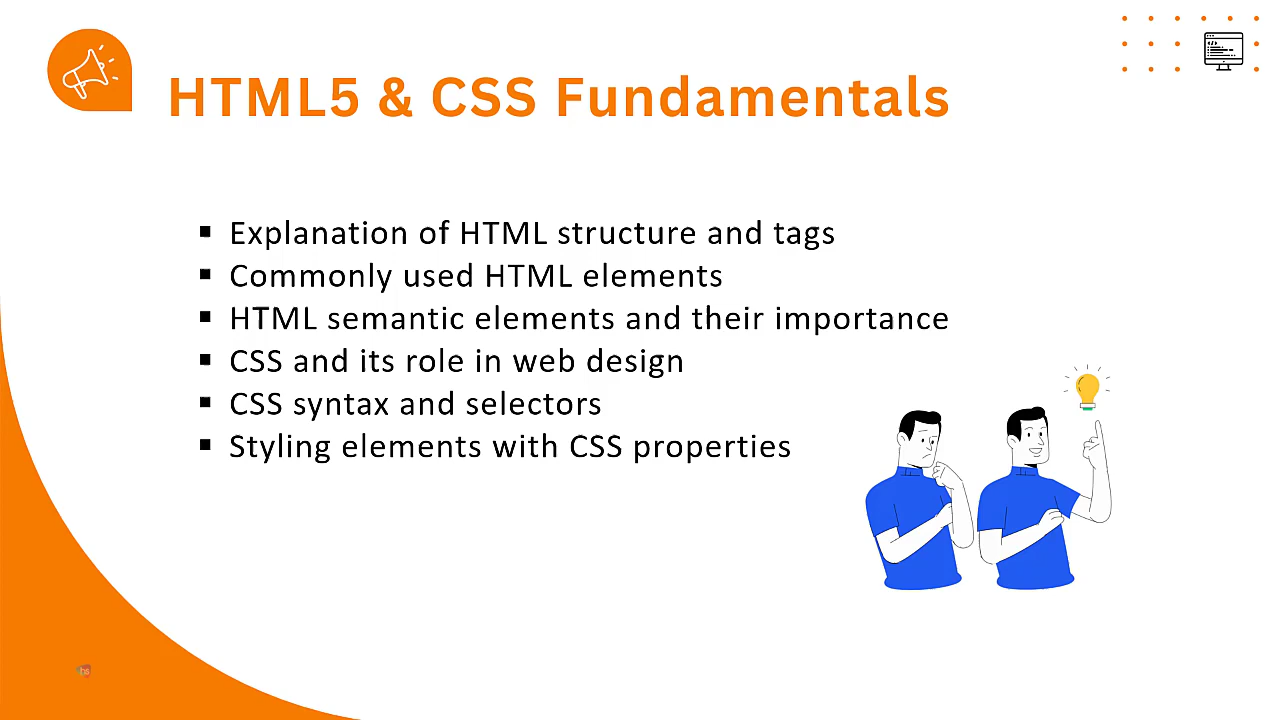 HTML5 & CSS Fundamentals
▪ Explanation of HTML structure and tags
▪ Commonly used HTML elements
▪ HTML semantic elements and their importance
▪ CSS and its role in web design
▪ CSS syntax and selectors
▪ Styling elements with CSS properties